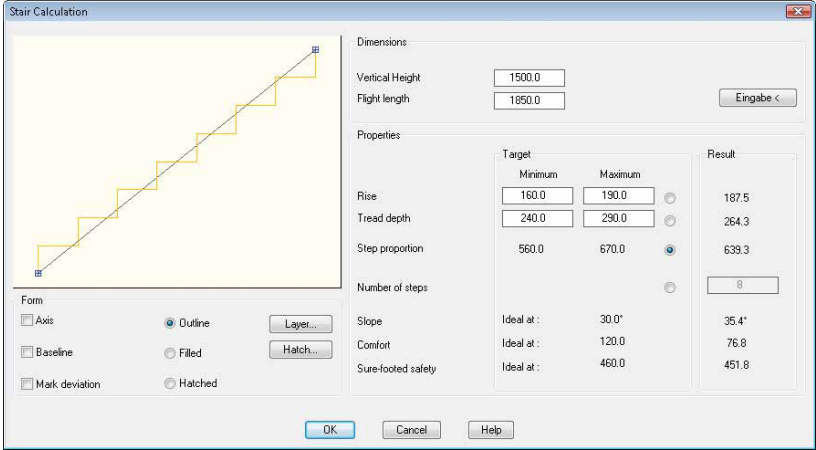 Stair Calculation
Dimensions
Vertical Height 1500.0
Flight length 1850.0
Eingabe <
Properties
Target Result
Minimum Maximum
Rise 160.0 190.0 187.5
Tread depth 240.0 290.0 264.3
Step proportion 560.0 670.0 639.3
Number of steps 8
Slope Ideal at : 30.0° 35.4°
Comfort Ideal at : 120.0 76.8
Sure-footed safety Ideal at : 460.0 451.8
Form
Axis Outline Layer...
Baseline Filled Hatch...
Mark deviation Hatched
OK Cancel Help